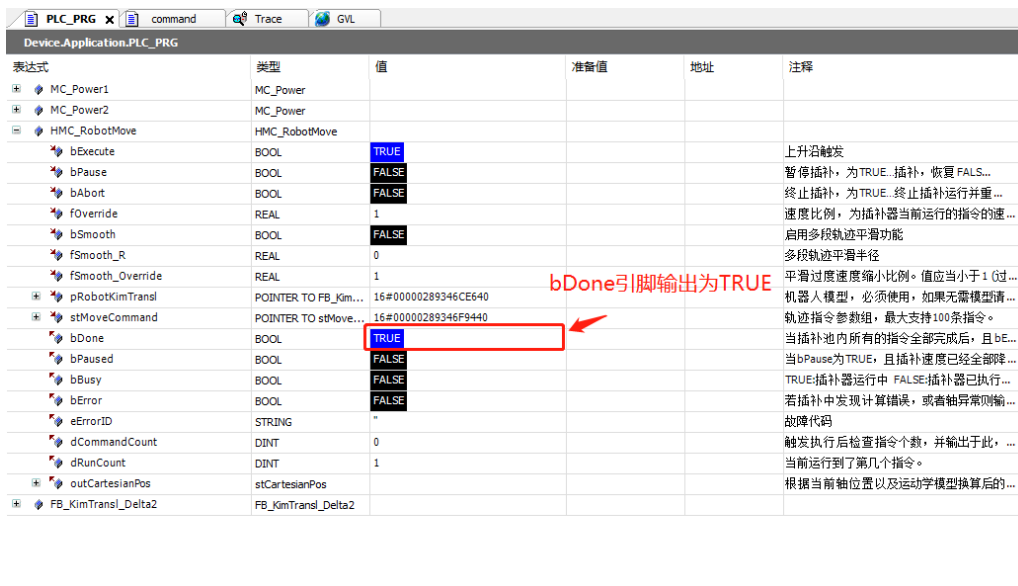 PLC_PRG command Trace GVL
Device.Application.PLC_PRG
表达式 类型 值 准备值 地址 注释
MC_Power1 MC_Power
MC_Power2 MC_Power
HMC_RobotMove HMC_RobotMove
bExecute BOOL TRUE 上升沿触发
bPause BOOL FALSE 暂停插补，为TRUE...插补，恢复FALS...
bAbort BOOL FALSE 终止插补，为TRUE...终止插补运行并重...
fOverride REAL 1 速度比例，为插补器当前运行的指令的速...
bSmooth BOOL FALSE 启用多段轨迹平滑功能
fSmooth_R REAL 0 多段轨迹平滑半径
fSmooth_Override REAL 1 平滑过度速度缩小比例。值应当小于1（过...
bDone引脚输出为TRUE
pRobotKimTransl POINTER TO FB_Kim... 16#00000289346CE640 机器人模型，必须使用，如果无需模型请...
stMoveCommand POINTER TO stMove... 16#00000289346F9440 轨迹指令参数组，最大支持100条指令。
bDone BOOL TRUE 当插补池内所有的指令全部完成后，且bE...
bPaused BOOL FALSE 当bPause为TRUE，且插补速度已经全部降...
bBusy BOOL FALSE TRUE:插补器运行中 FALSE:插补器已执行...
bError BOOL FALSE 若插补中发现计算错误，或者轴异常则输...
eErrorID STRING '' 故障代码
dCommandCount DINT 0 触发执行后检查指令个数，并输出于此，...
dRunCount DINT 1 当前运行到了第几个指令。
outCartesianPos stCartesianPos 根据当前轴位置以及运动学模型换算后的...
FB_KimTransl_Delta2 FB_KimTransl_Delta2